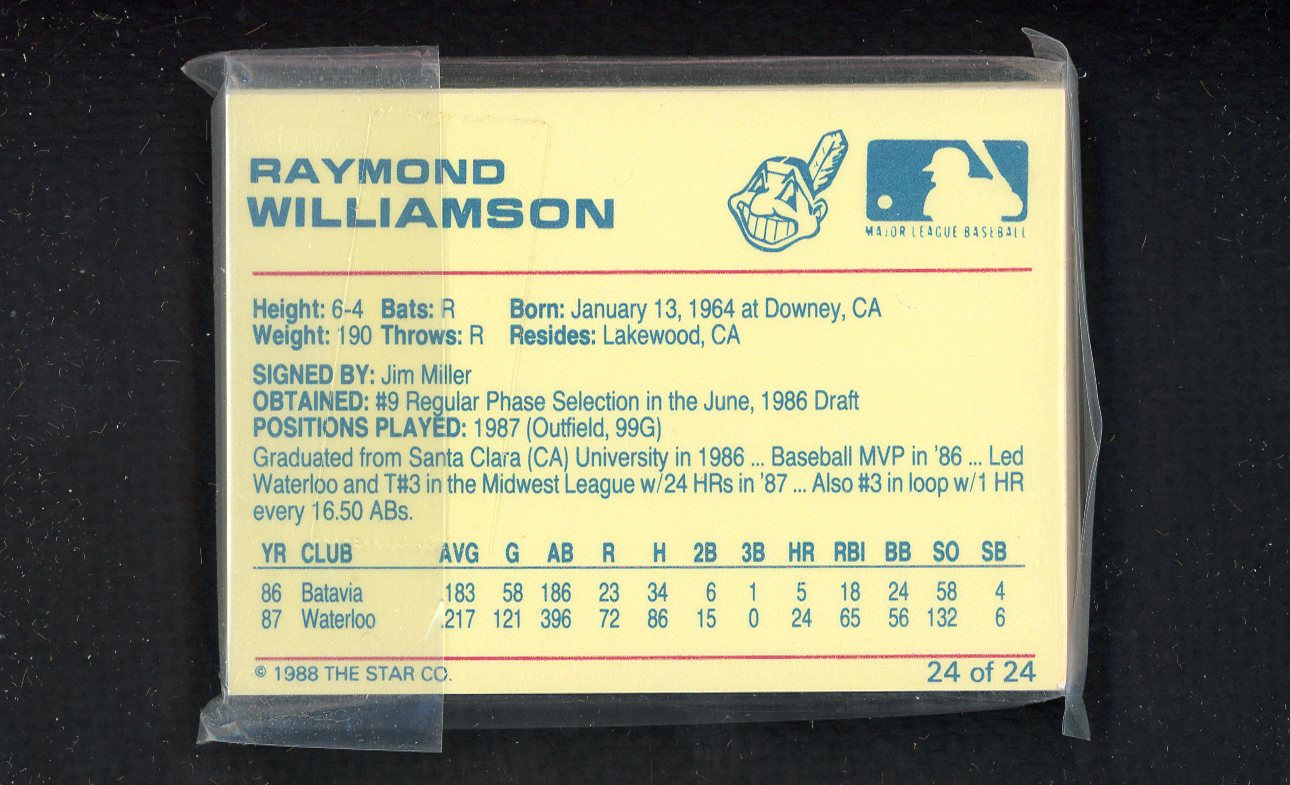 RAYMOND
WILLIAMSON
MAJOR LEAGUE BASEBALL
Height: 6-4 Bats: R Born: January 13, 1964 at Downey, CA
Weight: 190 Throws: R Resides: Lakewood, CA
SIGNED BY: Jim Miller
OBTAINED: #9 Regular Phase Selection in the June, 1986 Draft
POSITIONS PLAYED: 1987 (Outfield, 99G)
Graduated from Santa Clara (CA) University in 1986 ... Baseball MVP in '86 ... Led
Waterloo and T#3 in the Midwest League w/24 HRs in '87 ... Also #3 in loop w/1 HR
every 16.50 ABs.
YR CLUB AVG G AB R H 2B 3B HR RBI BB SO SB
86 Batavia .183 58 186 23 34 6 1 5 18 24 58 4
87 Waterloo .217 121 396 72 86 15 0 24 65 56 132 6
© 1988 THE STAR CO. 24 of 24